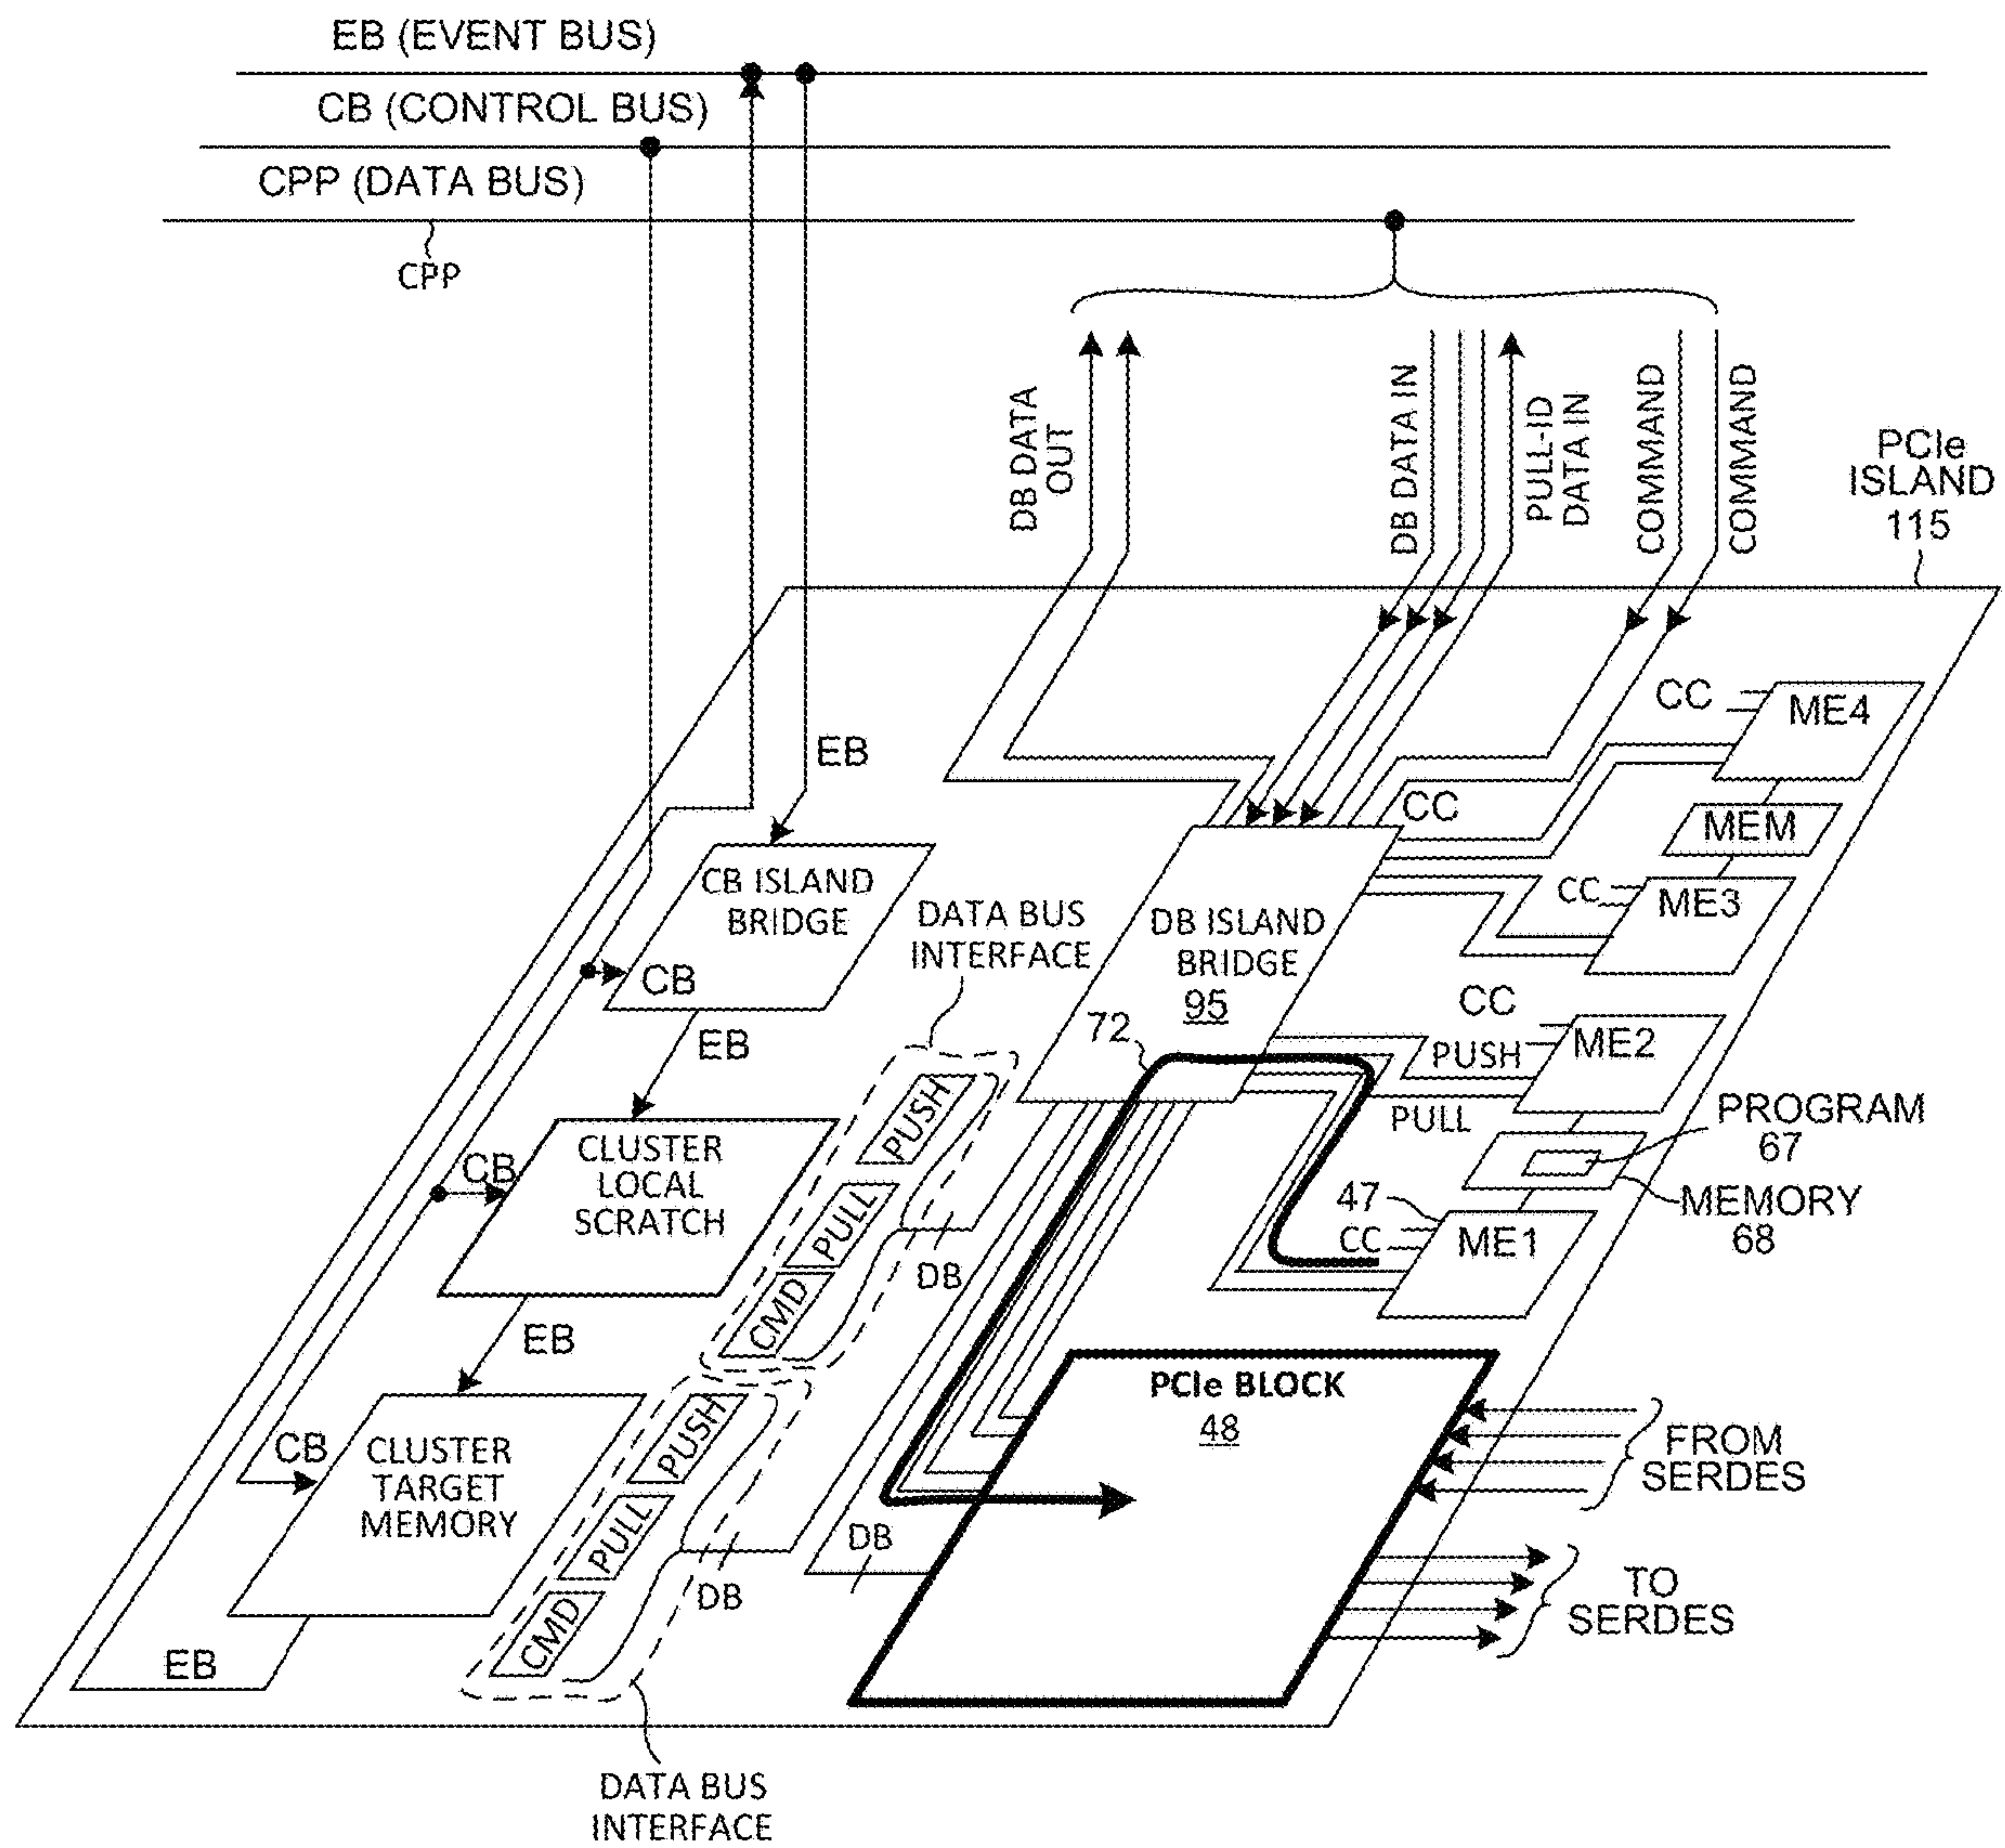 EB (EVENT BUS)
CB (CONTROL BUS)
CPP (DATA BUS)
CPP
DB DATA
OUT
DB DATA IN
PULL-ID
DATA IN
COMMAND
COMMAND
PCIe
ISLAND
115
EB
CC
ME4
MEM
CC
CC
ME3
CB ISLAND
BRIDGE
CB
EB
DATA BUS
INTERFACE
DB ISLAND
BRIDGE
95
72
CC
ME2
PUSH
PULL
PROGRAM
67
MEMORY
68
47
CC
ME1
CLUSTER
LOCAL
SCRATCH
CB
EB
PUSH
PULL
CMD
DB
PCIe BLOCK
48
FROM
SERDES
TO
SERDES
CLUSTER
TARGET
MEMORY
CB
EB
PUSH
PULL
CMD
DB
DB
DATA BUS
INTERFACE